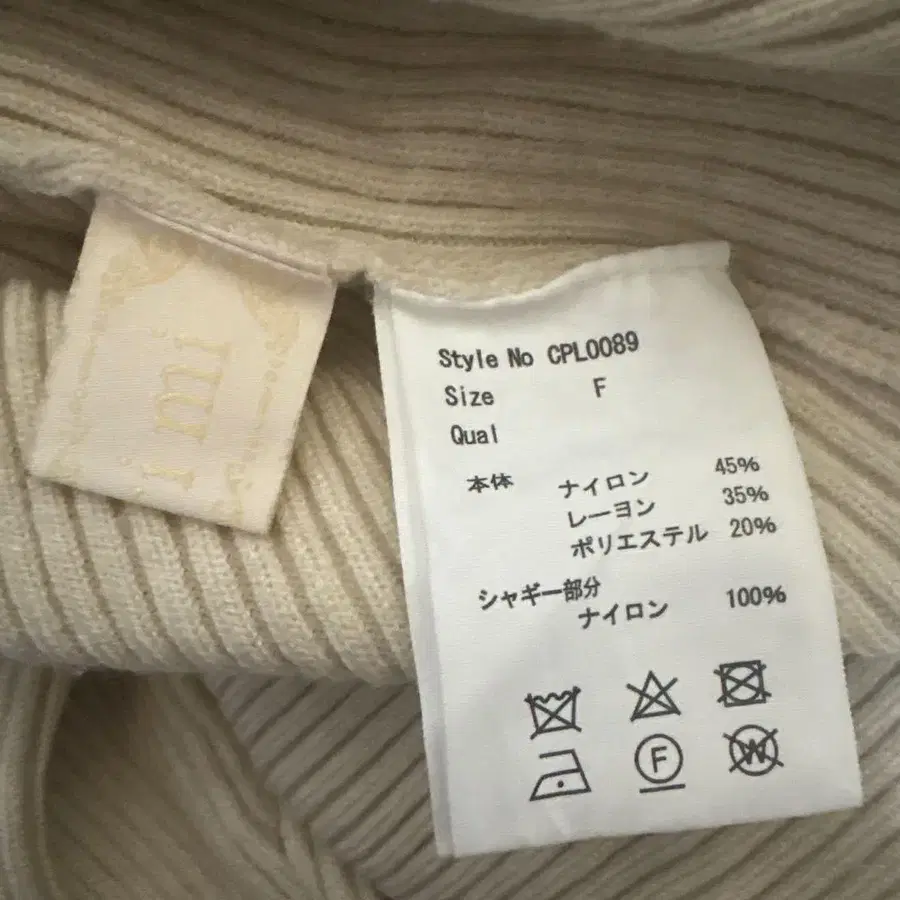 Style No CPL0089
Size F
Qual
本体 ナイロン 45%
レーヨン 35%
ポリエステル 20%
シャギー部分
ナイロン 100%
F
W
mi